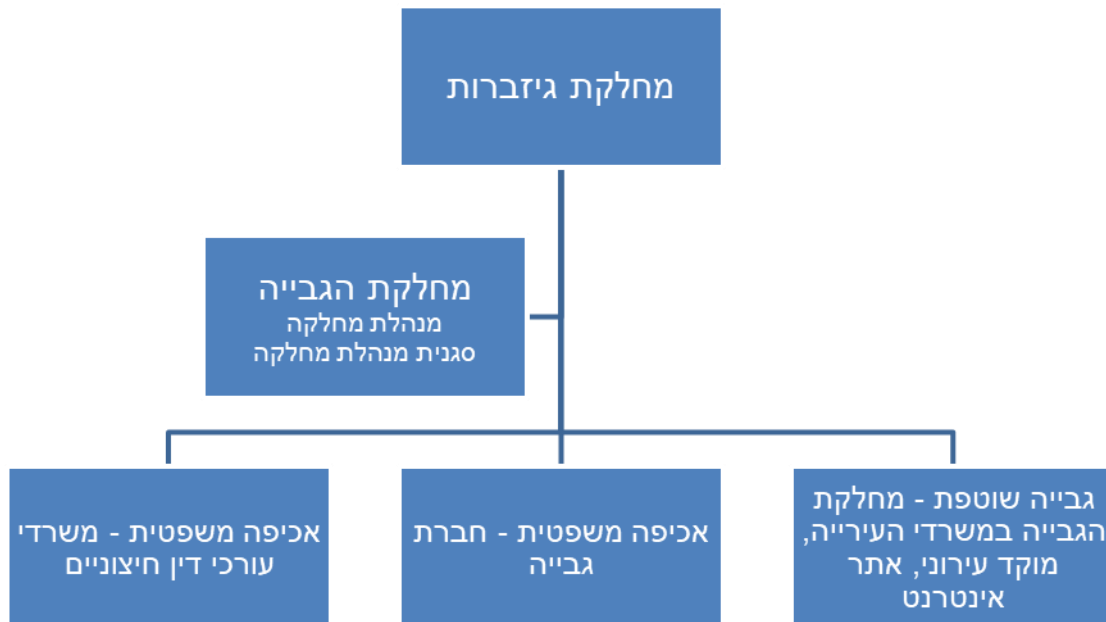 מחלקת גיזברות
מחלקת הגבייה
מנהלת מחלקה
סגנית מנהלת מחלקה
גבייה שוטפת - מחלקת
הגבייה במשרדי העירייה,
מוקד עירוני, אתר
אינטרנט
אכיפה משפטית - חברת
גבייה
אכיפה משפטית - משרדי
עורכי דין חיצוניים